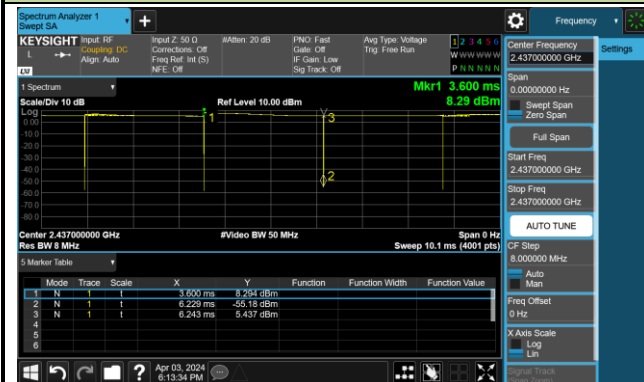 Spectrum Analyzer 1
Swept SA
+
Frequency
KEYSIGHT
L
LXI
Input: RF
Coupling: DC
Align: Auto
Input Z: 50 Ω
Corrections: Off
Freq Ref: Int (S)
NFE: Off
#Atten: 20 dB
PNO: Fast
Gate: Off
IF Gain: Low
Sig Track: Off
Avg Type: Voltage
Trig: Free Run
1 2 3 4 5 6
W W W W W W
P N N N N N
1 Spectrum
Scale/Div 10 dB
Ref Level 10.00 dBm
Mkr1 3.600 ms
8.29 dBm
Log
0.00
-10.0
-20.0
-30.0
-40.0
-50.0
-60.0
-70.0
-80.0
1
3
2
Center 2.437000000 GHz
#Video BW 50 MHz
Span 0 Hz
Res BW 8 MHz
Sweep 10.1 ms (4001 pts)
5 Marker Table
Mode Trace Scale X Y Function Function Width Function Value
1 N 1 t 3.600 ms 8.294 dBm
2 N 1 t 6.229 ms -55.18 dBm
3 N 1 t 6.243 ms 5.437 dBm
4
5
6
Center Frequency
2.437000000 GHz
Settings
Span
0.00000000 Hz
Swept Span
Zero Span
Full Span
Start Freq
2.437000000 GHz
Stop Freq
2.437000000 GHz
AUTO TUNE
CF Step
8.000000 MHz
Auto
Man
Freq Offset
0 Hz
X Axis Scale
Log
Lin
Signal Track
?
Apr 03, 2024
6:13:34 PM